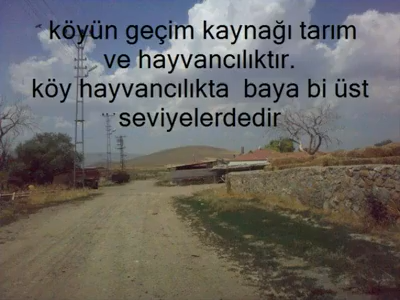 köyün geçim kaynağı tarım
ve hayvancılıktır.
köy hayvancılıkta  baya bi üst
seviyelerdedir